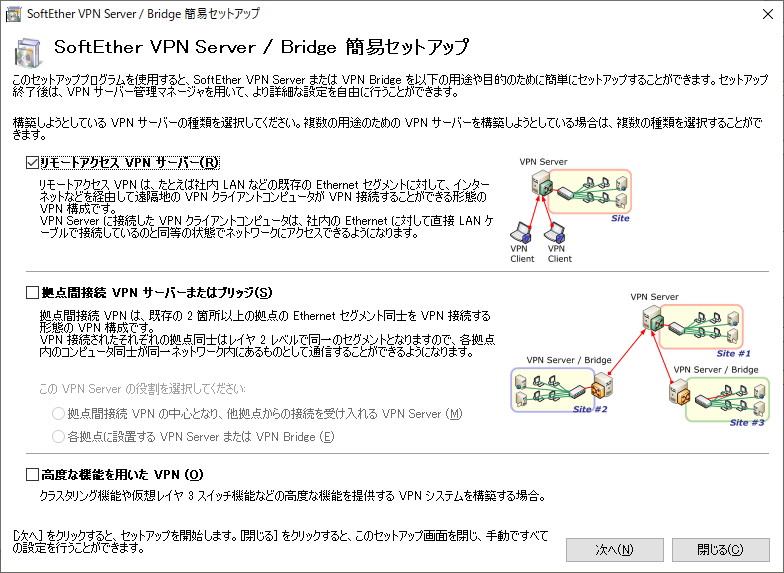 SoftEther VPN Server / Bridge 簡易セットアップ
SoftEther VPN Server / Bridge 簡易セットアップ
このセットアッププログラムを使用すると、SoftEther VPN Server または VPN Bridge を以下の用途や目的のために簡単にセットアップすることができます。セットアップ
終了後は、VPN サーバー管理マネージャを用いて、より詳細な設定を自由に行うことができます。
構築しようとしている VPN サーバーの種類を選択してください。複数の用途のための VPN サーバーを構築しようとしている場合は、複数の種類を選択することがで
きます。
リモートアクセス VPN サーバー(R)
リモートアクセス VPN は、たとえば社内 LAN などの既存の Ethernet セグメントに対して、インター
ネットなどを経由して遠隔地の VPN クライアントコンピュータが VPN 接続することができる形態の
VPN 構成です。
VPN Server に接続した VPN クライアントコンピュータは、社内の Ethernet に対して直接 LAN ケ
ーブルで接続しているのと同等の状態でネットワークにアクセスできるようになります。
VPN Server
Site
VPN
Client
VPN
Client
拠点間接続 VPN サーバーまたはブリッジ(S)
拠点間接続 VPN は、既存の 2 箇所以上の拠点の Ethernet セグメント同士を VPN 接続する
形態の VPN 構成です。
VPN 接続されたそれぞれの拠点同士はレイヤ 2 レベルで同一のセグメントとなりますので、各拠点
内のコンピュータ同士が同一ネットワーク内にあるものとして通信することができるようになります。
この VPN Server の役割を選択してください:
拠点間接続 VPN の中心となり、他拠点からの接続を受け入れる VPN Server (M)
各拠点に設置する VPN Server または VPN Bridge (E)
VPN Server
Site #1
VPN Server / Bridge
Site #2
VPN Server / Bridge
Site #3
高度な機能を用いた VPN (O)
クラスタリング機能や仮想レイヤ 3 スイッチ機能などの高度な機能を提供する VPN システムを構築する場合。
[次へ] をクリックすると、セットアップを開始します。[閉じる] をクリックすると、このセットアップ画面を閉じ、手動ですべて
の設定を行うことができます。
次へ(N)
閉じる(C)